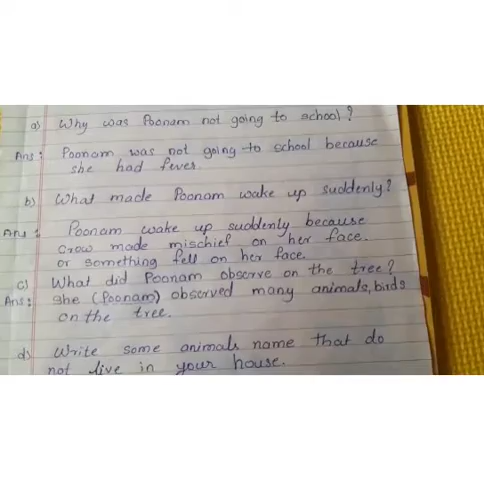 a) Why was Poonam not going to school?
Ans: Poonam was not going to school because
she had fever.
b) What made Poonam wake up suddenly?
Ans: Poonam wake up suddenly because
crow made mischief on her face.
or something fell on her face.
c) What did Poonam observe on the tree?
Ans: She (Poonam) observed many animals, birds
on the tree.
d) Write some animals name that do
not live in your house.